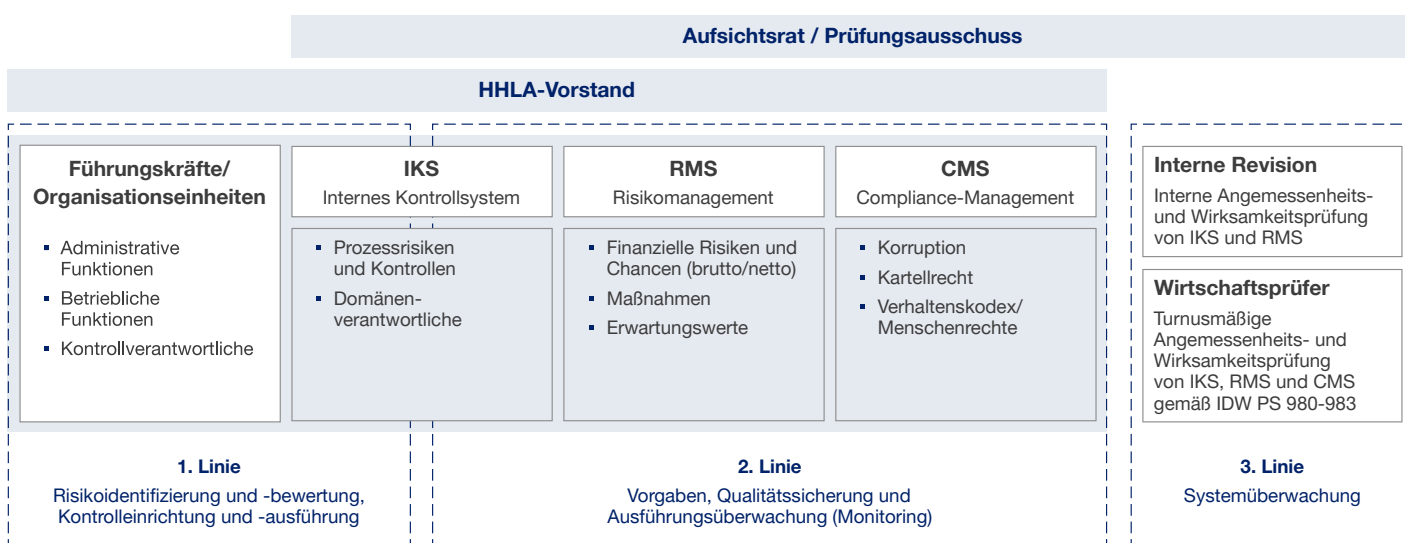 Aufsichtsrat / Prüfungsausschuss
HHLA-Vorstand
Führungskräfte/
Organisationseinheiten
▪ Administrative
Funktionen
▪ Betriebliche
Funktionen
▪ Kontrollverantwortliche
IKS
Internes Kontrollsystem
▪ Prozessrisiken
und Kontrollen
▪ Domänen-
verantwortliche
RMS
Risikomanagement
▪ Finanzielle Risiken und
Chancen (brutto/netto)
▪ Maßnahmen
▪ Erwartungswerte
CMS
Compliance-Management
▪ Korruption
▪ Kartellrecht
▪ Verhaltenskodex/
Menschenrechte
Interne Revision
Interne Angemessenheits-
und Wirksamkeitsprüfung
von IKS und RMS
Wirtschaftsprüfer
Turnusmäßige
Angemessenheits- und
Wirksamkeitsprüfung
von IKS, RMS und CMS
gemäß IDW PS 980-983
1. Linie
Risikoidentifizierung und -bewertung,
Kontrolleinrichtung und -ausführung
2. Linie
Vorgaben, Qualitätssicherung und
Ausführungsüberwachung (Monitoring)
3. Linie
Systemüberwachung